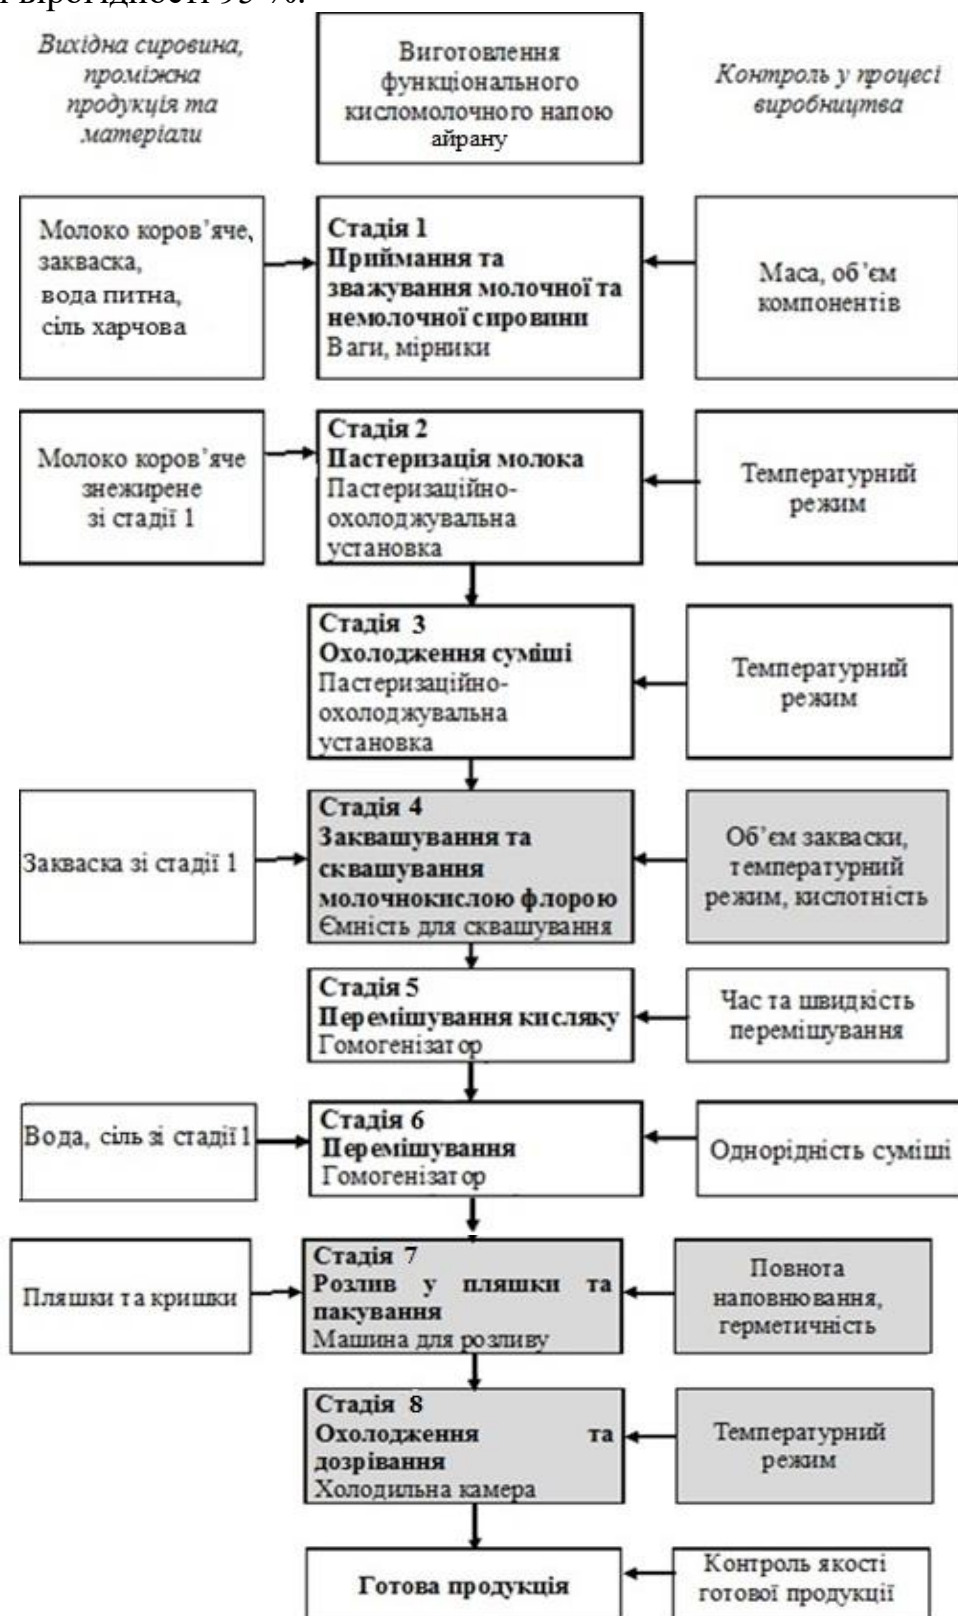 вірогідності 95 %.
Вихідна сировина,
проміжна
продукція та
матеріали
Виготовлення
функціонального
кисломолочного напою
айрану
Контроль у процесі
виробництва
Молоко коров’яче,
закваска,
вода питна,
сіль харчова
Стадія 1
Приймання та
зважування молочної та
немолочної сировини
Ваги, мірники
Маса, об’єм
компонентів
Молоко коров’яче
знежирене
зі стадії 1
Стадія 2
Пастеризація молока
Пастеризаційно-
охолоджувальна
установка
Температурний
режим
Стадія 3
Охолодження суміші
Пастеризаційно-
охолоджувальна
установка
Температурний
режим
Закваска зі стадії 1
Стадія 4
Заквашування та
сквашування
молочнокислою флорою
Ємність для сквашування
Об’єм закваски,
температурний
режим, кислотність
Стадія 5
Перемішування кисляку
Гомогенізатор
Час та швидкість
перемішування
Вода, сіль зі стадії 1
Стадія 6
Перемішування
Гомогенізатор
Однорідність суміші
Пляшки та кришки
Стадія 7
Розлив у пляшки та
пакування
Машина для розливу
Повнота
наповнювання,
герметичність
Стадія 8
Охолодження та
дозрівання
Холодильна камера
Температурний
режим
Готова продукція
Контроль якості
готової продукції